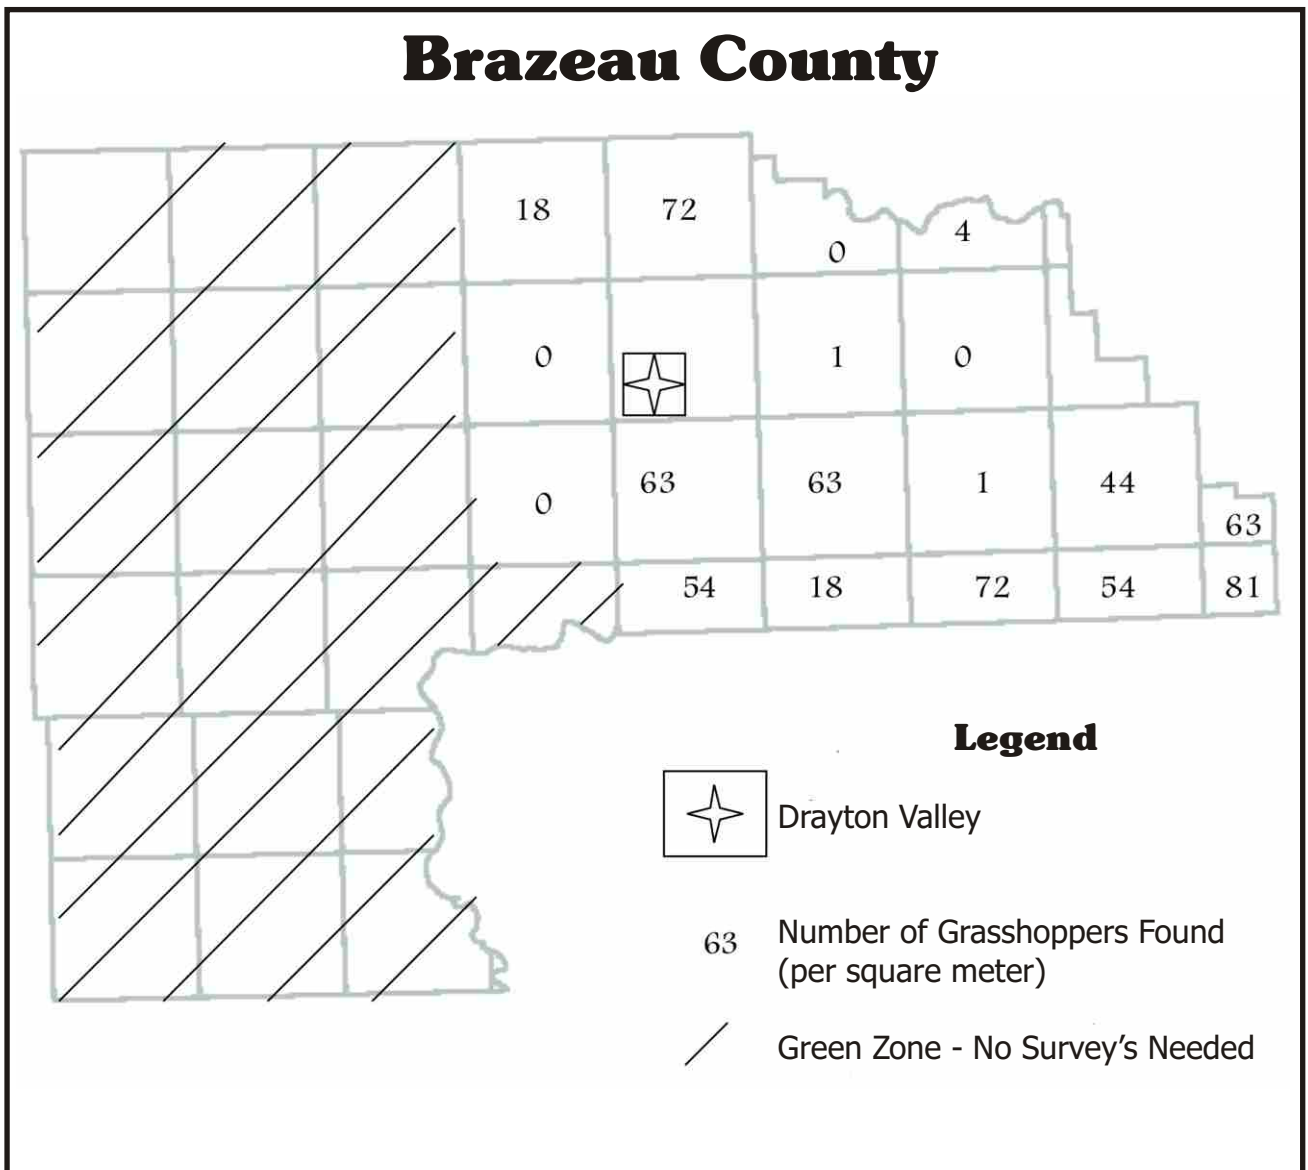 Brazeau County
18 72
0 4
0 1 0
0 63 63 1 44
63
54 18 72 54 81
Legend
Drayton Valley
63 Number of Grasshoppers Found
(per square meter)
Green Zone - No Survey's Needed